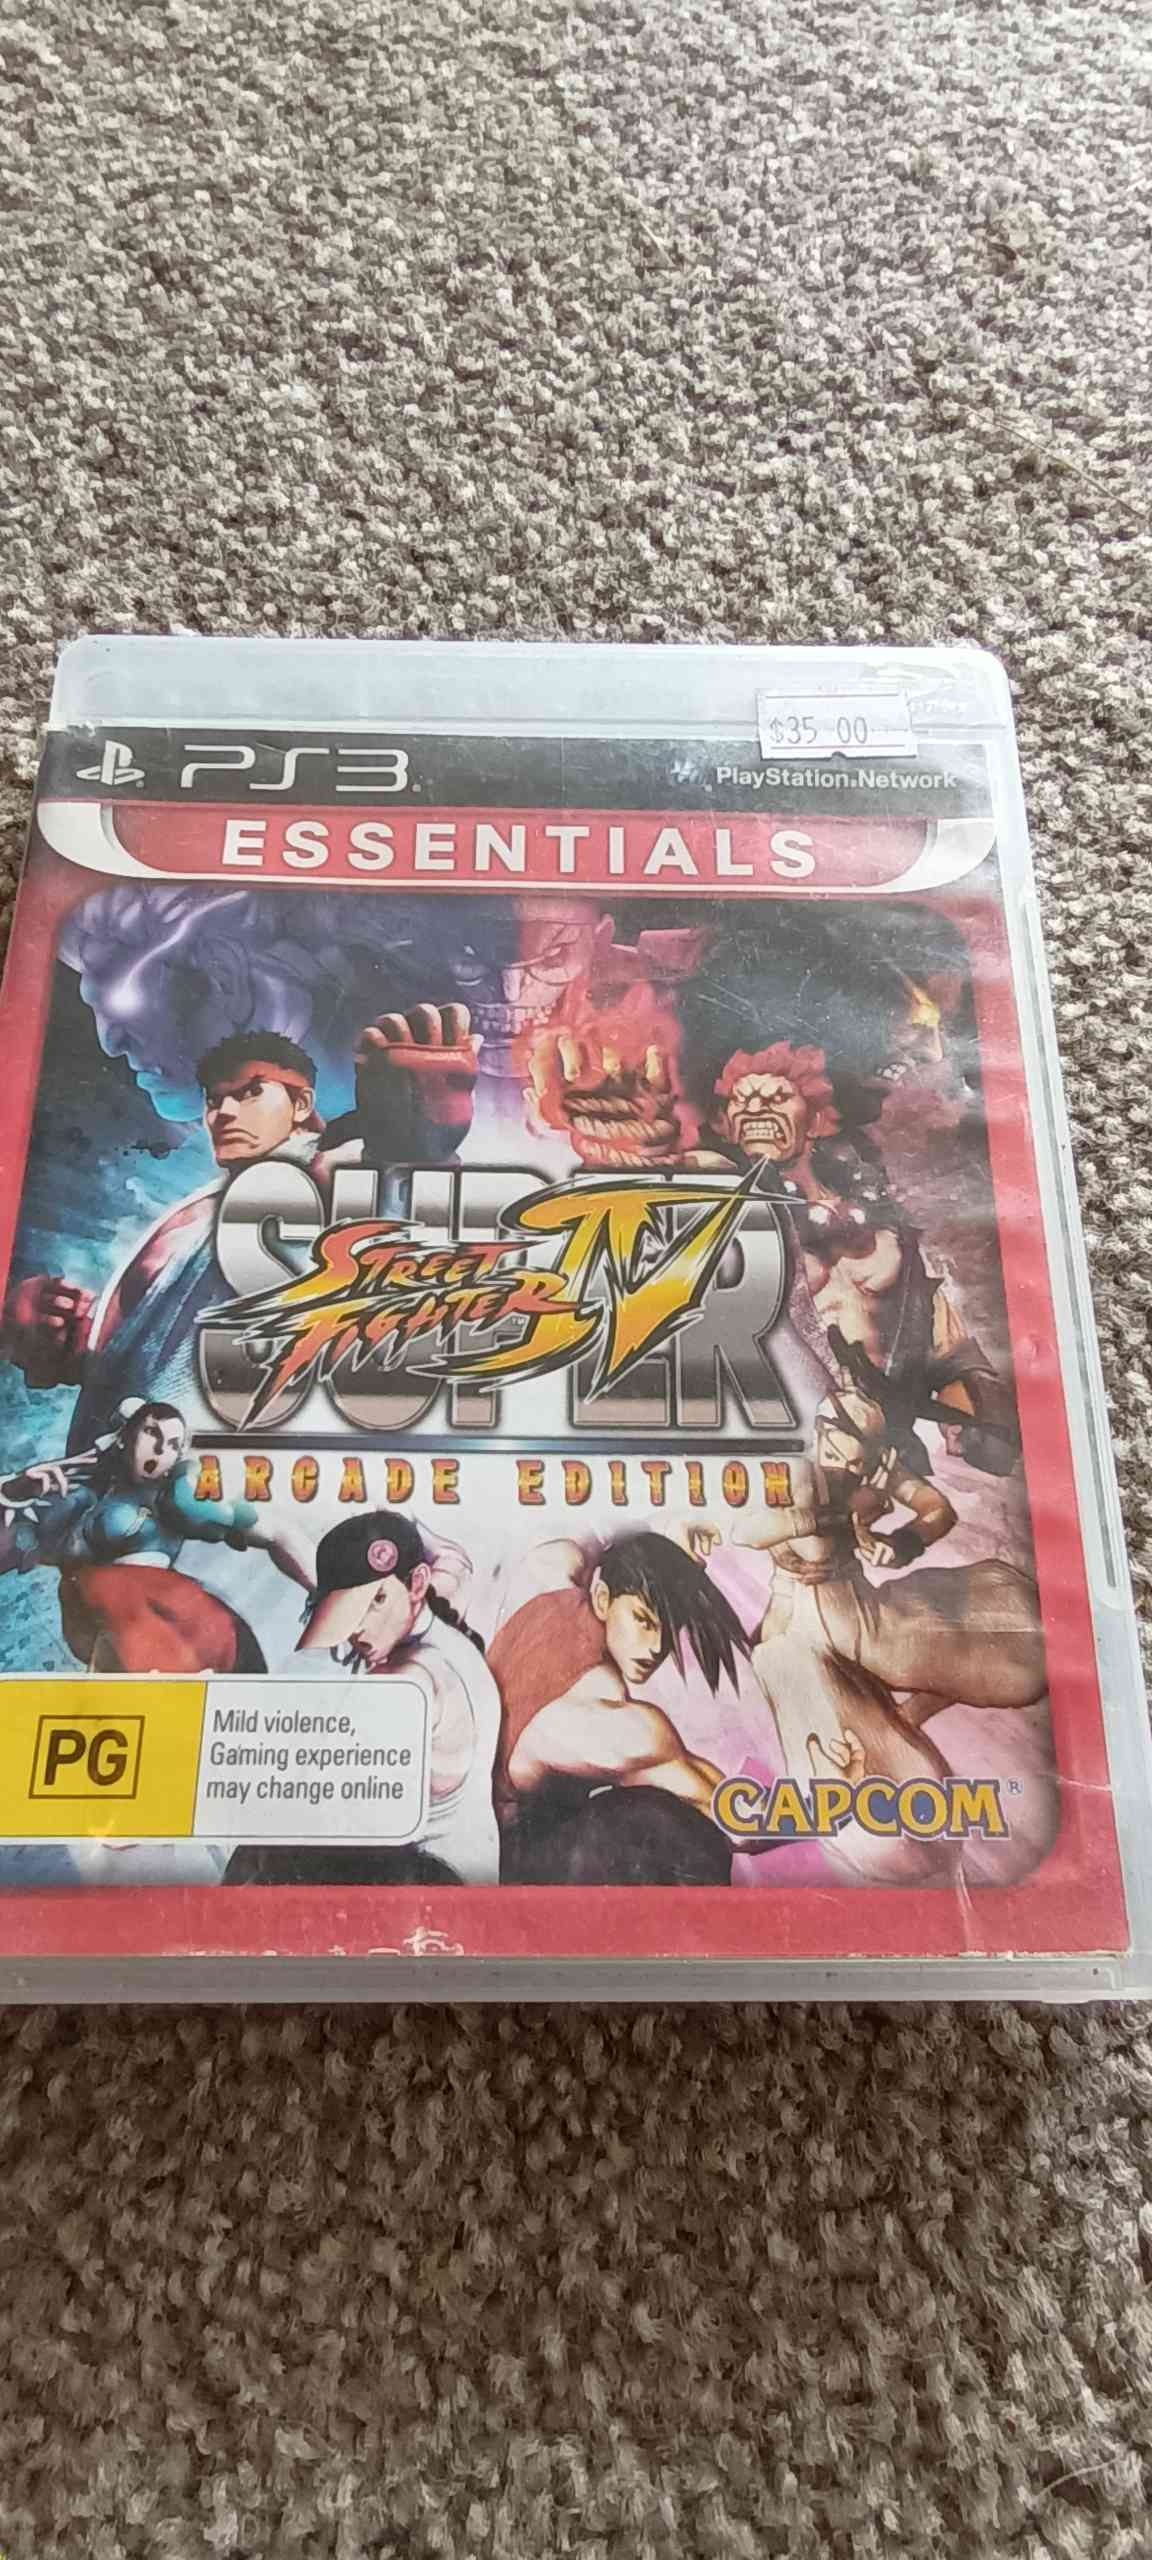 $35.00
PS3
PlayStation.Network
ESSENTIALS
SUPER
STREET
FIGHTER IV
TM
ARCADE EDITION
PG
Mild violence,
Gaming experience
may change online
CAPCOM®